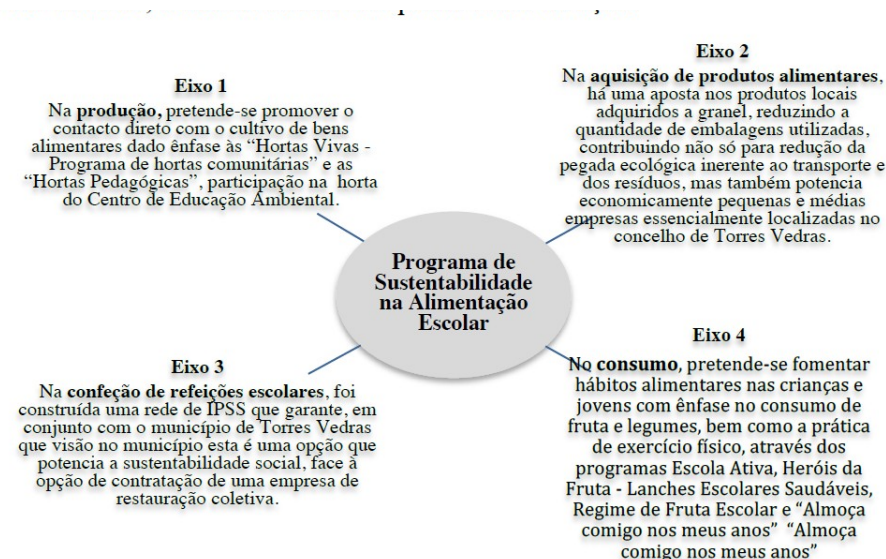 Eixo 1
Na produção, pretende-se promover o
contacto direto com o cultivo de bens
alimentares dado ênfase às “Hortas Vivas -
Programa de hortas comunitárias” e as
“Hortas Pedagógicas”, participação na horta
do Centro de Educação Ambiental.
Eixo 2
Na aquisição de produtos alimentares,
há uma aposta nos produtos locais
adquiridos a granel, reduzindo a
quantidade de embalagens utilizadas,
contribuindo não só para redução da
pegada ecológica inerente ao transporte e
dos resíduos, mas também potencia
economicamente pequenas e médias
empresas essencialmente localizadas no
concelho de Torres Vedras.
Programa de
Sustentabilidade
na Alimentação
Escolar
Eixo 3
Na confeção de refeições escolares, foi
construída uma rede de IPSS que garante, em
conjunto com o município de Torres Vedras
que visão no município esta é uma opção que
potencia a sustentabilidade social, face à
opção de contratação de uma empresa de
restauração coletiva.
Eixo 4
No consumo, pretende-se fomentar
hábitos alimentares nas crianças e
jovens com ênfase no consumo de
fruta e legumes, bem como a prática
de exercício físico, através dos
programas Escola Ativa, Heróis da
Fruta - Lanches Escolares Saudáveis,
Regime de Fruta Escolar e “Almoça
comigo nos meus anos” “Almoça
comigo nos meus anos”